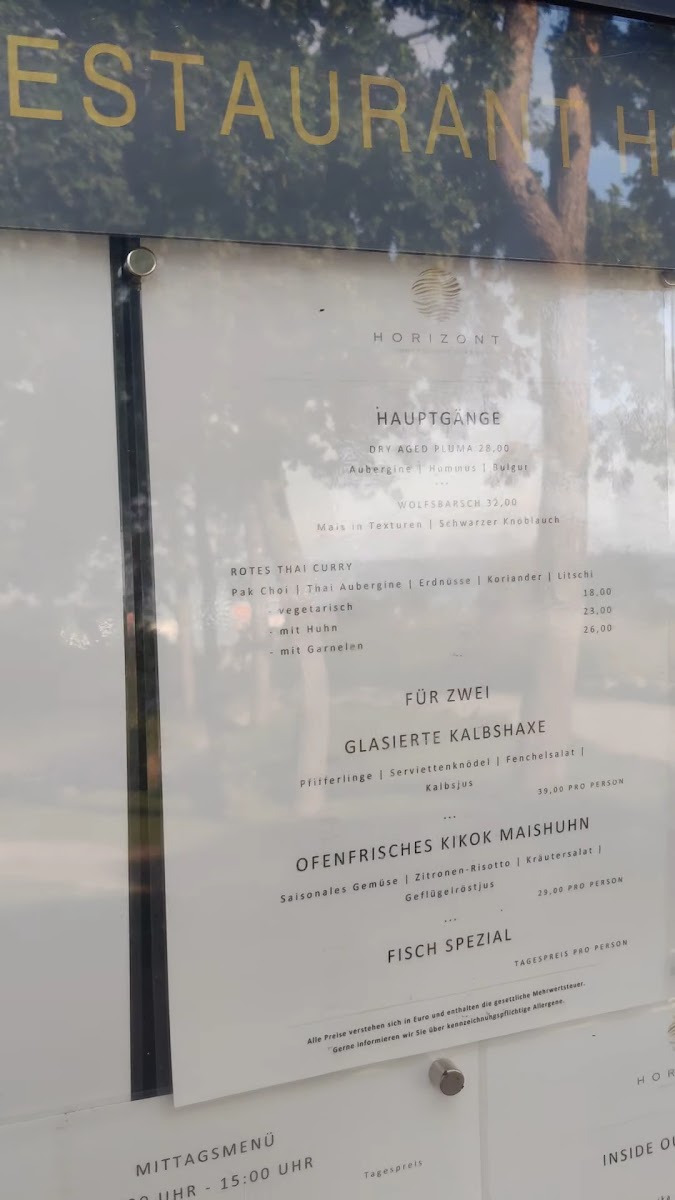 ESTAURANT H
HORIZONT
HAUPTGÄNGE
DRY AGED PLUMA 28,00
Aubergine | Hummus | Bulgur
...
WOLFSBARSCH 32,00
Mais in Texturen | Schwarzer Knoblauch
ROTES THAI CURRY
Pak Choi | Thai Aubergine | Erdnüsse | Koriander | Litschi
- vegetarisch 18,00
- mit Huhn 23,00
- mit Garnelen 26,00
FÜR ZWEI
GLASIERTE KALBSHAXE
Pfifferlinge | Serviettenknödel | Fenchelsalat |
Kalbsjus
39,00 PRO PERSON
...
OFENFRISCHES KIKOK MAISHUHN
Saisonales Gemüse | Zitronen-Risotto | Kräutersalat |
Geflügelröstjus
29,00 PRO PERSON
...
FISCH SPEZIAL
TAGESPREIS PRO PERSON
Alle Preise verstehen sich in Euro und enthalten die gesetzliche Mehrwertsteuer.
Gerne informieren wir Sie über kennzeichnungspflichtige Allergene.
HOR
MITTAGSMENÜ
0 UHR - 15:00 UHR
Tagespreis
INSIDE OU